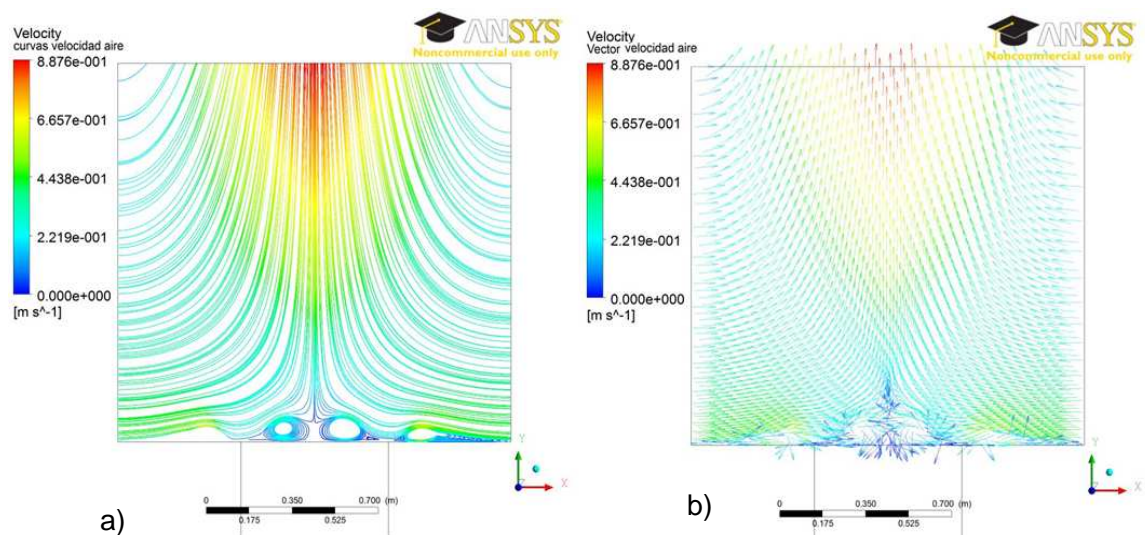 Velocity
curvas velocidad aire
8.876e-001
6.657e-001
4.438e-001
2.219e-001
0.000e+000
[m s^-1]
ANSYS
Noncommercial use only
Y
X
0 0.350 0.700 (m)
0.175 0.525
a)
Velocity
Vector velocidad aire
8.876e-001
6.657e-001
4.438e-001
2.219e-001
0.000e+000
[m s^-1]
ANSYS
Noncommercial use only
Y
X
0 0.350 0.700 (m)
0.175 0.525
b)